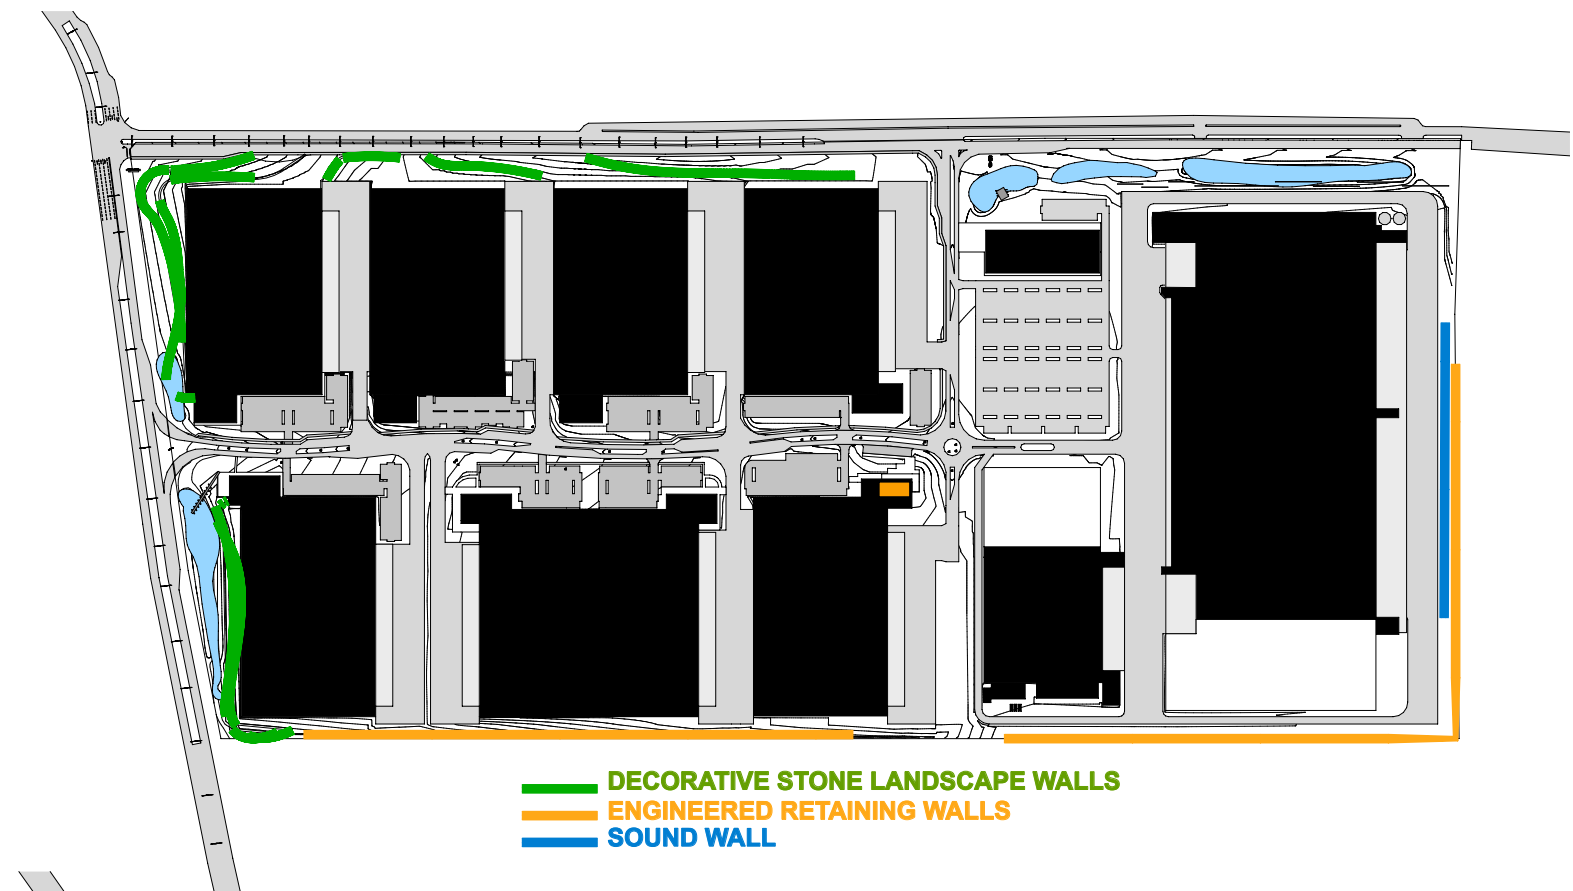 DECORATIVE STONE LANDSCAPE WALLS
ENGINEERED RETAINING WALLS
SOUND WALL